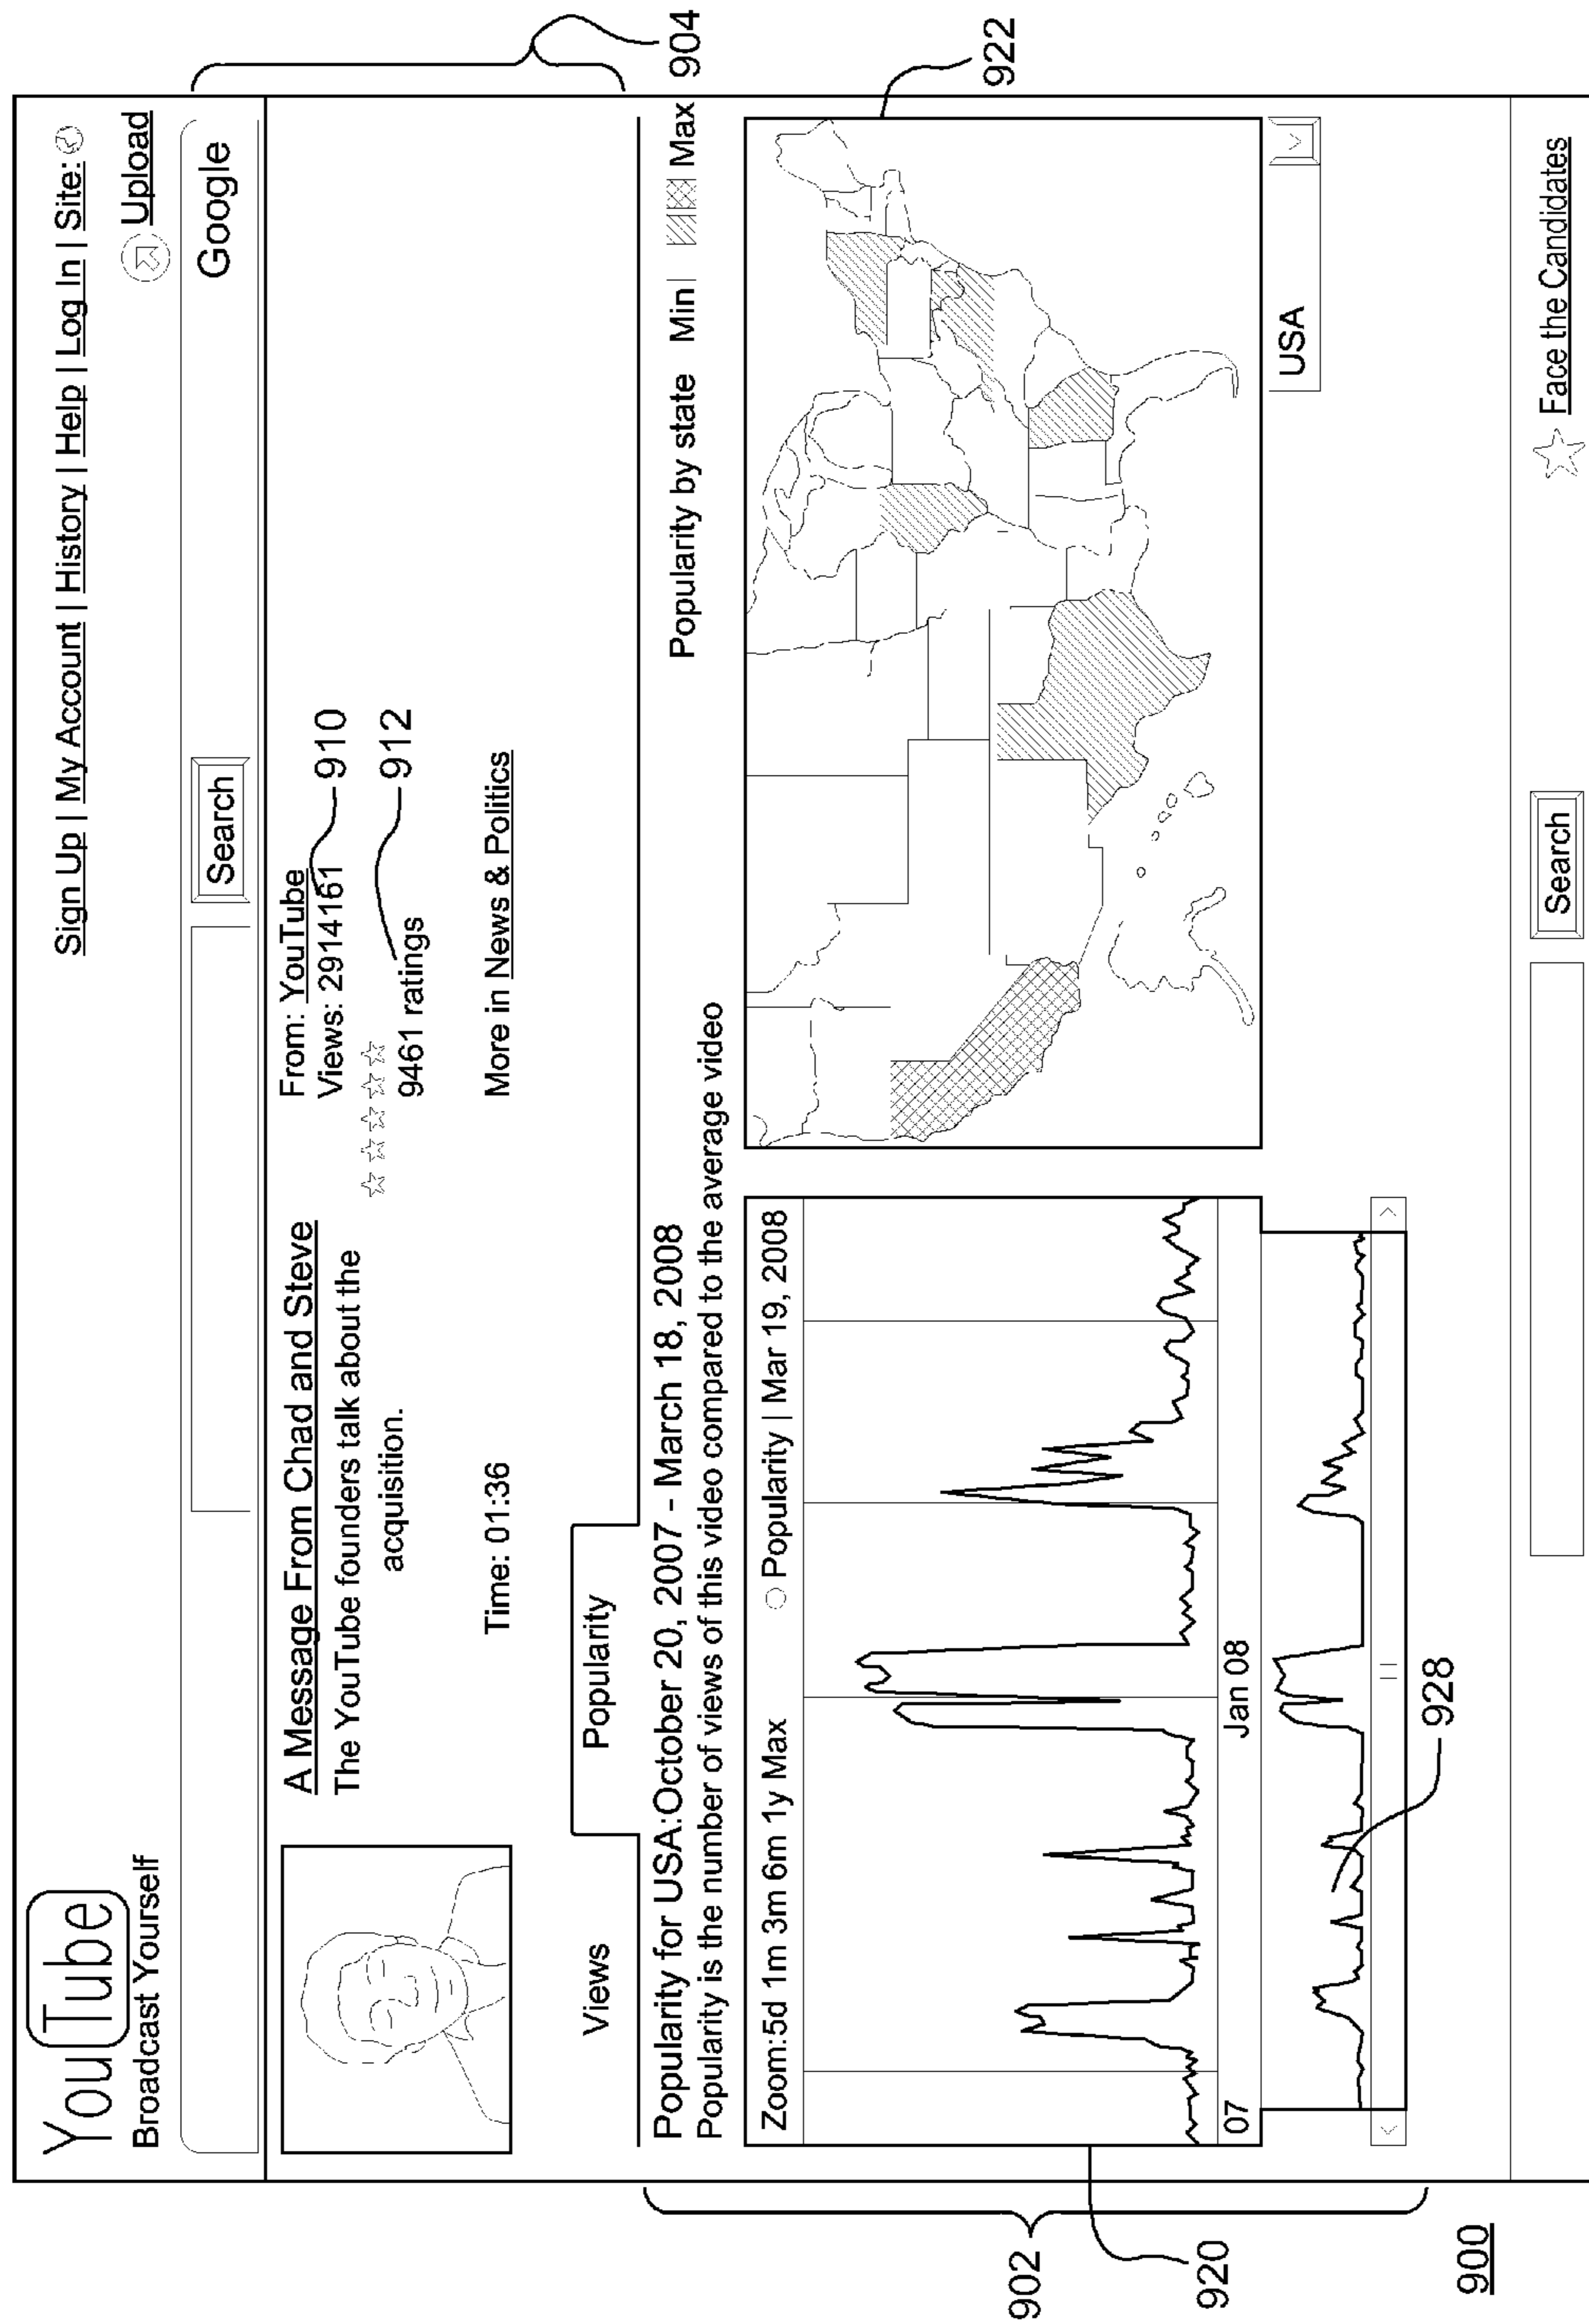 YouTube
Broadcast Yourself
Sign Up | My Account | History | Help | Log In | Site:
Upload
Search
Google
A Message From Chad and Steve
The YouTube founders talk about the
acquisition.
Time: 01:36
From: YouTube
Views: 2914161
910
9461 ratings
912
More in News & Politics
904
Views
Popularity
Popularity for USA:October 20, 2007 - March 18, 2008
Popularity is the number of views of this video compared to the average video
Popularity by state Min Max
Zoom:5d 1m 3m 6m 1y Max
Popularity | Mar 19, 2008
07
Jan 08
922
USA
928
902
920
Search
Face the Candidates
900